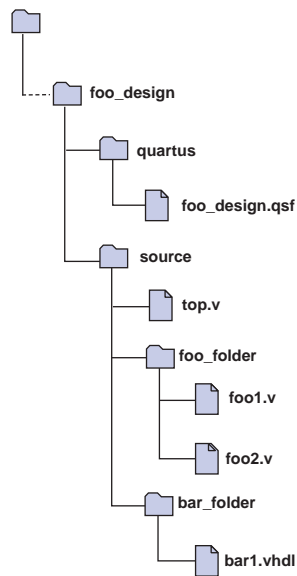 foo_design
quartus
foo_design.qsf
source
top.v
foo_folder
foo1.v
foo2.v
bar_folder
bar1.vhdl